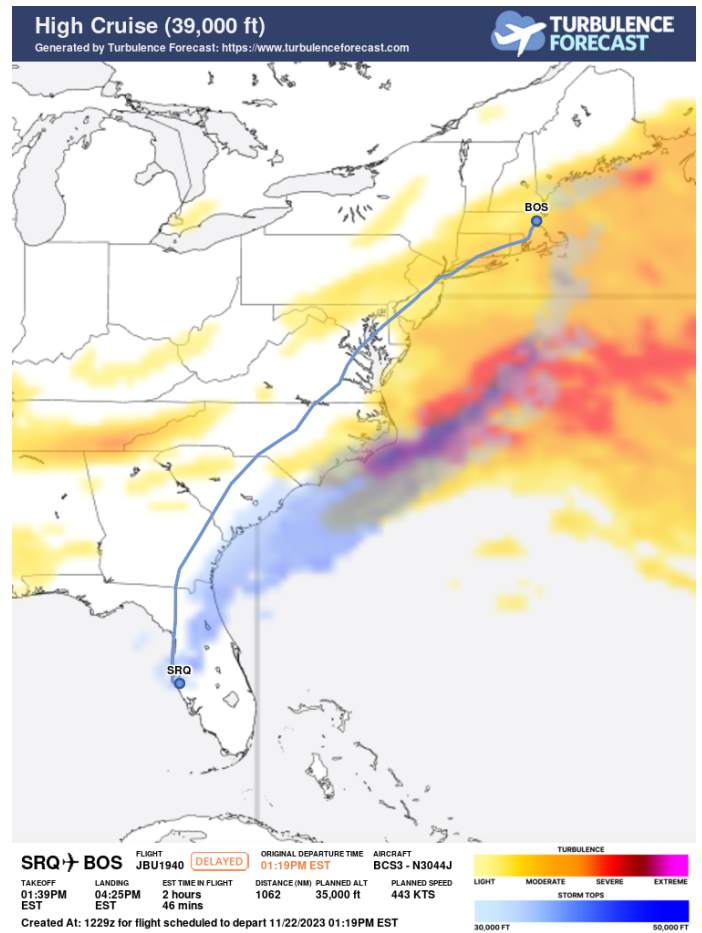 High Cruise (39,000 ft)
Generated by Turbulence Forecast: https://www.turbulenceforecast.com
TURBULENCE
FORECAST
BOS
SRQ
SRQ BOS
FLIGHT
JBU1940
DELAYED
ORIGINAL DEPARTURE TIME
01:19PM EST
AIRCRAFT
BCS3 - N3044J
TAKEOFF
01:39PM
EST
LANDING
04:25PM
EST
EST TIME IN FLIGHT
2 hours
46 mins
DISTANCE (NM)
1062
PLANNED ALT
35,000 ft
PLANNED SPEED
443 KTS
Created At: 1229z for flight scheduled to depart 11/22/2023 01:19PM EST
TURBULENCE
LIGHT MODERATE SEVERE EXTREME
STORM TOPS
30,000 FT 50,000 FT